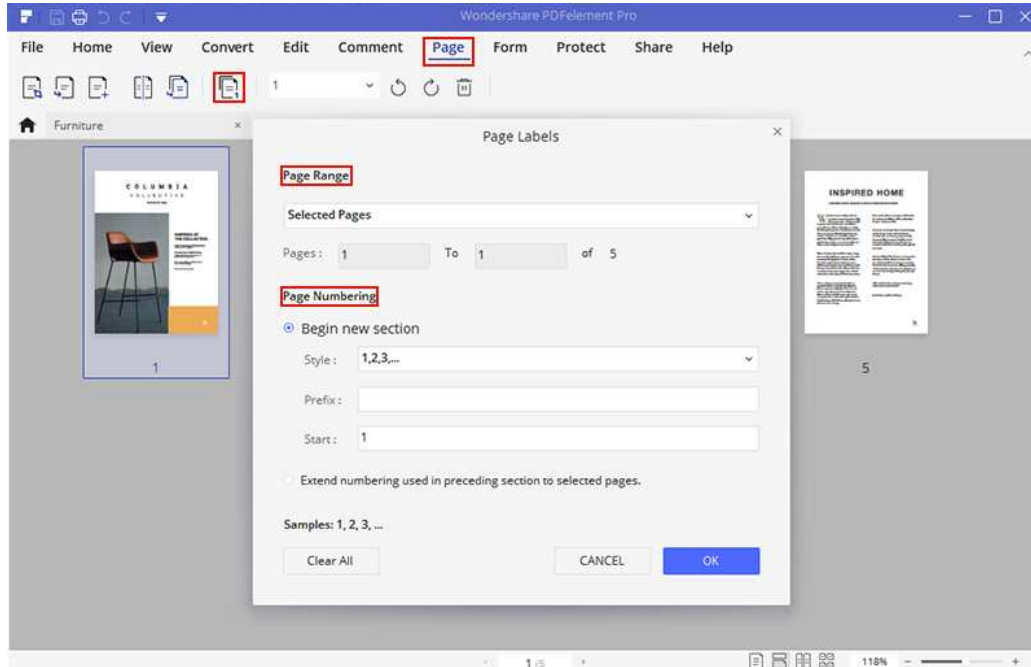 Wondershare PDFelement Pro
File Home View Convert Edit Comment Page Form Protect Share Help
1
Furniture
Page Labels
COLUMBIA
COLLECTIVE
INSPIRED HOME
Page Range
Selected Pages
Pages: 1 To 1 of 5
Page Numbering
Begin new section
Style: 1,2,3,...
Prefix:
Start: 1
1
5
Extend numbering used in preceding section to selected pages.
Samples: 1, 2, 3, ...
Clear All CANCEL OK
1 /5 118%